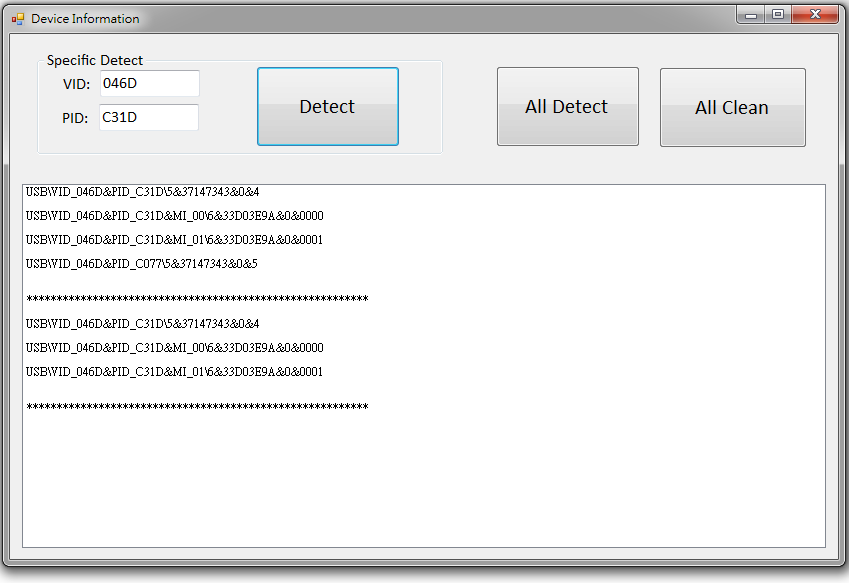 Device Information
Specific Detect
VID: 046D
PID: C31D
Detect
All Detect
All Clean
USB\VID_046D&PID_C31D\5&37147343&0&4
USB\VID_046D&PID_C31D&MI_00\6&33D03E9A&0&0000
USB\VID_046D&PID_C31D&MI_01\6&33D03E9A&0&0001
USB\VID_046D&PID_C077\5&37147343&0&5
*********************************************************
USB\VID_046D&PID_C31D\5&37147343&0&4
USB\VID_046D&PID_C31D&MI_00\6&33D03E9A&0&0000
USB\VID_046D&PID_C31D&MI_01\6&33D03E9A&0&0001
*********************************************************